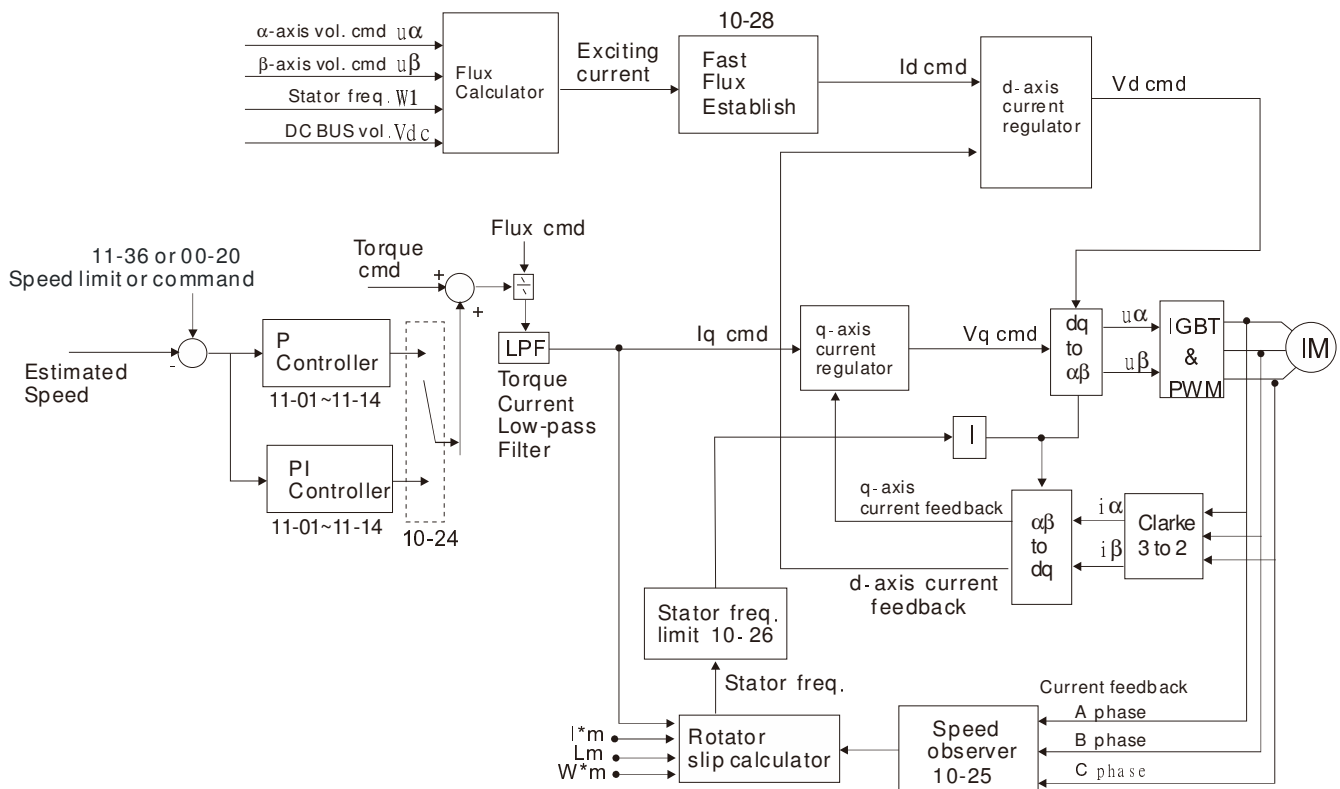 10-28
α-axis vol. cmd uα
β-axis vol. cmd uβ
Stator freq. W1
DC BUS vol. Vdc
Flux
Calculator
Exciting
current
Fast
Flux
Establish
Id cmd
d-axis
current
regulator
Vd cmd
11-36 or 00-20
Speed limit or command
Estimated
Speed
-
P
Controller
11-01~11-14
PI
Controller
11-01~11-14
10-24
Torque
cmd
+
+
Flux cmd
÷
LPF
Torque
Current
Low-pass
Filter
Iq cmd
q-axis
current
regulator
Vq cmd
dq
to
αβ
uα
uβ
IGBT
&
PWM
IM
I
q-axis
current feedback
d-axis current
feedback
αβ
to
dq
iα
iβ
Clarke
3 to 2
Stator freq.
limit 10-26
Stator freq.
I*m
Lm
W*m
Rotator
slip calculator
Speed
observer
10-25
Current feedback
A phase
B phase
C phase